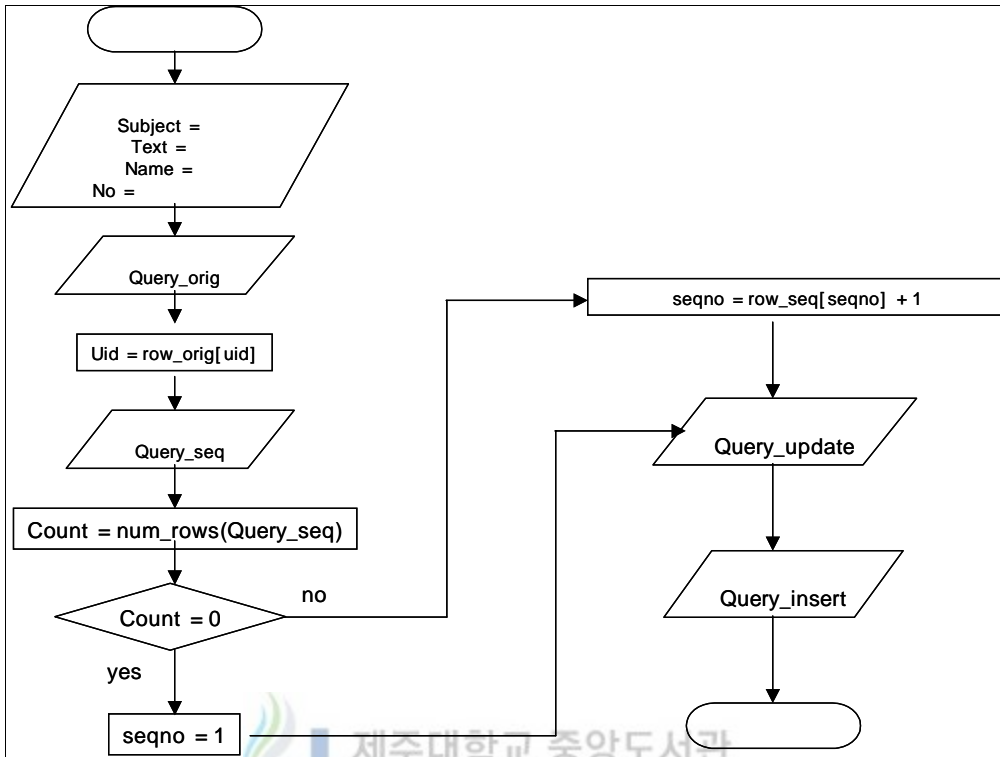 Subject =
Text =
Name =
No =
Query_orig
Uid = row_orig[uid]
Query_seq
Count = num_rows(Query_seq)
Count = 0
no
yes
seqno = 1
seqno = row_seq[seqno] + 1
Query_update
Query_insert
제주대학교 중앙도서관